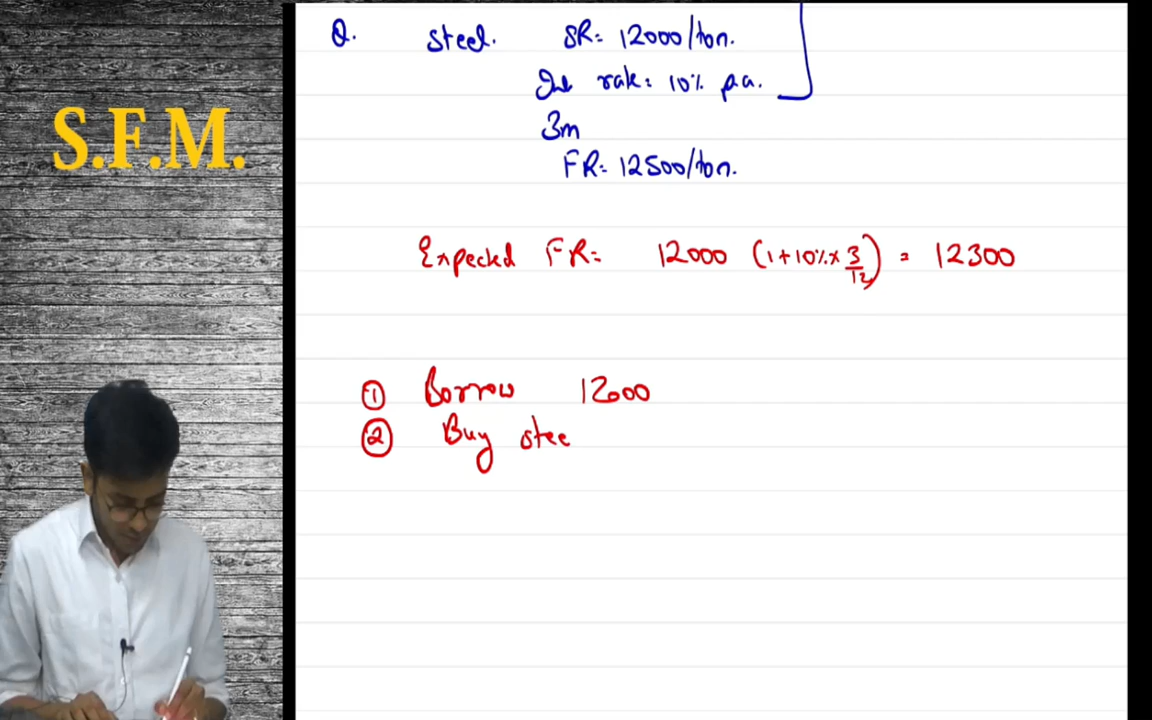 S.F.M.
Q. Steel. SR= 12000/ton.
Int rate: 10% p.a.
3m
FR= 12500/ton.
Expected FR= 12000 (1+10%×3/12) = 12300
① Borrow 12000
② Buy stee